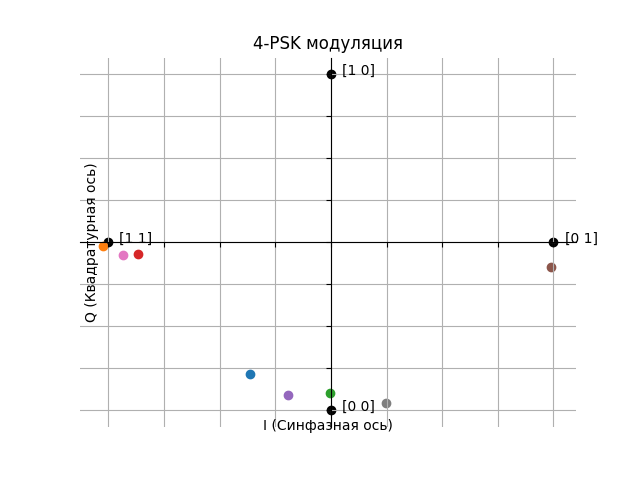 4-PSK модуляция
[1 0]
Q (Квадратурная ось)
[1 1]
[0 1]
[0 0]
I (Синфазная ось)